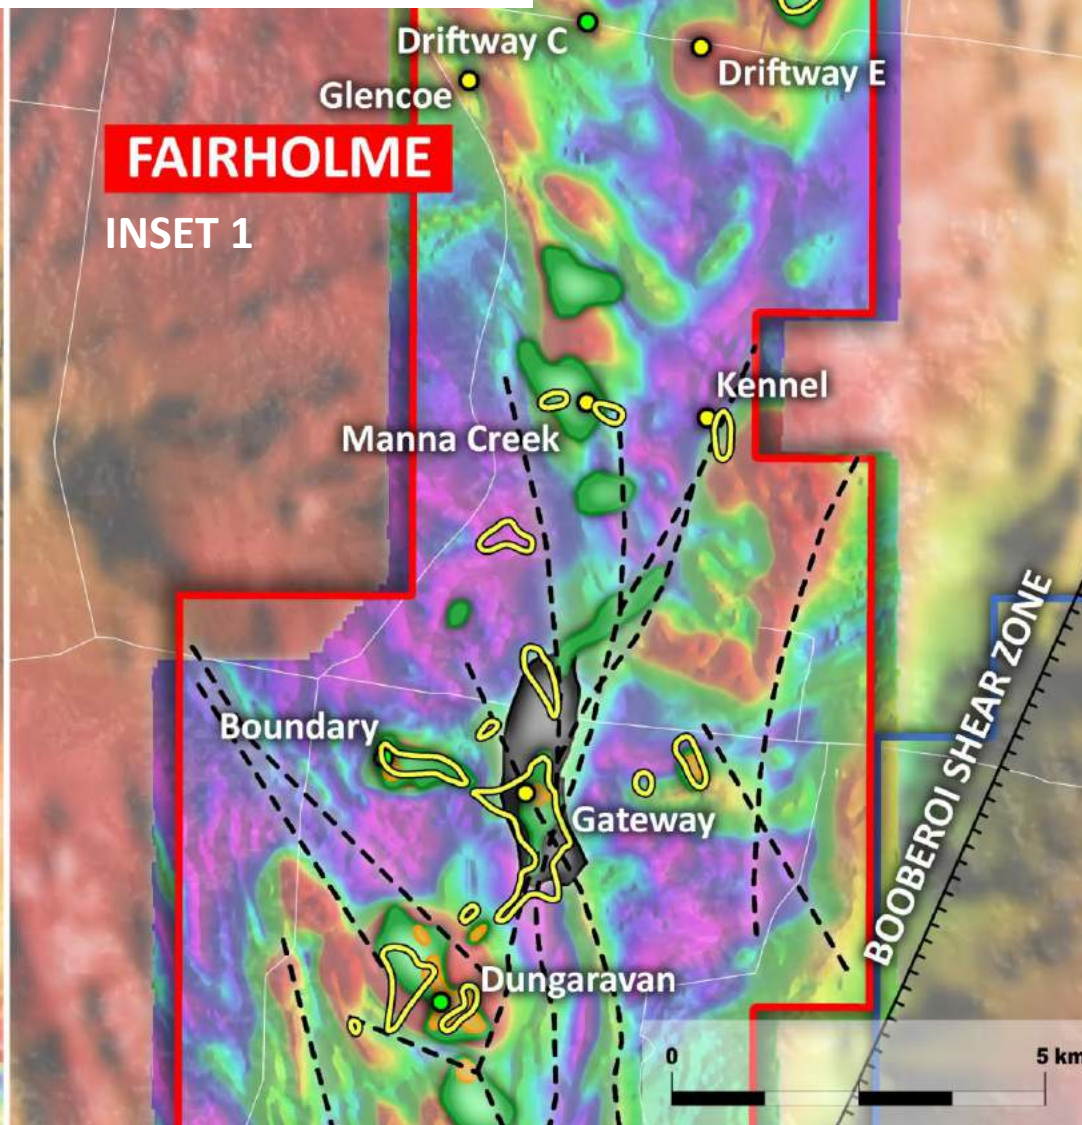 Driftway C
Driftway E
Glencoe
FAIRHOLME
INSET 1
Kennel
Manna Creek
Boundary
Gateway
BOOBEROI SHEAR ZONE
Dungaravan
0 5 km